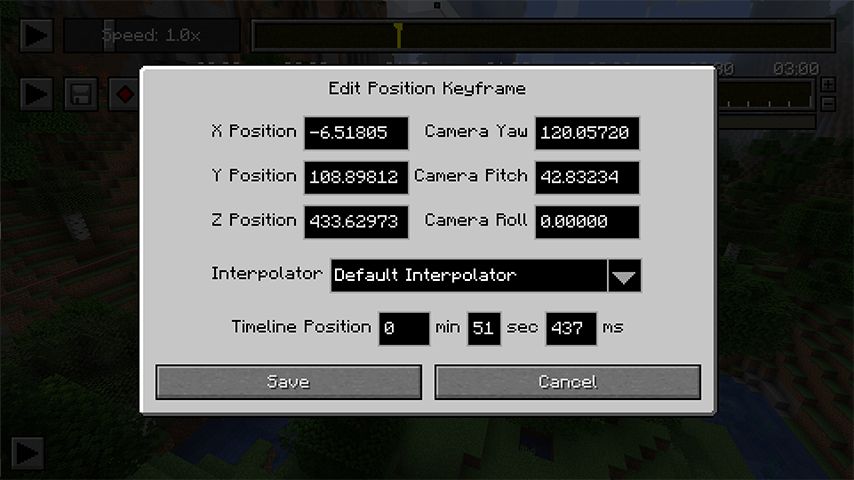 Speed: 1.0x
03:00
Edit Position Keyframe
X Position -6.51805 Camera Yaw 120.05720
Y Position 108.89812 Camera Pitch 42.83234
Z Position 433.62973 Camera Roll 0.00000
Interpolator Default Interpolator
Timeline Position 0 min 51 sec 437 ms
Save Cancel